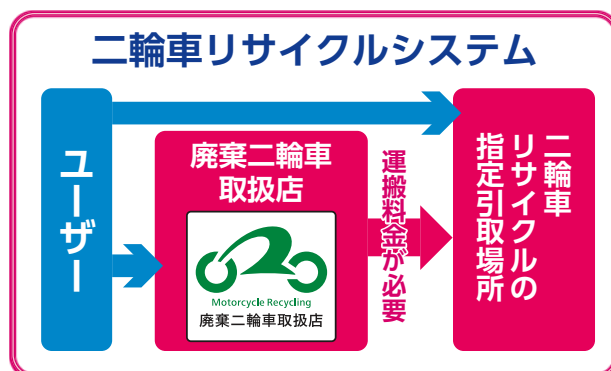 二輪車リサイクルシステム
ユーザー
廃棄二輪車
取扱店
Motorcycle Recycling
廃棄二輪車取扱店
運搬料金が必要
二輪車
リサイクルの
指定引取場所